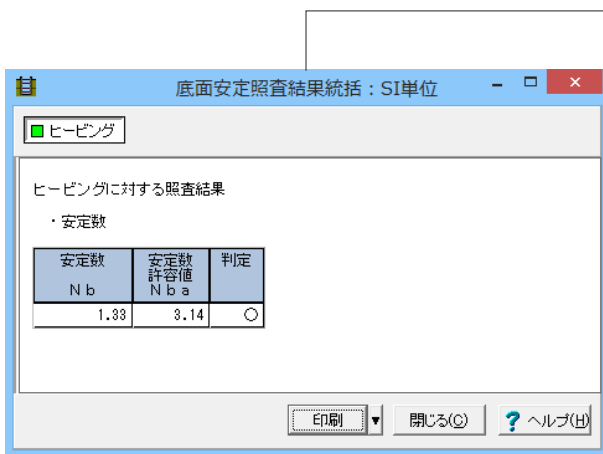 底面安定照査結果統括：SI単位
ヒービング
ヒービングに対する照査結果
・安定数
安定数 Nb 安定数許容値 Nba 判定
1.33 3.14 ○
印刷 ▼ 閉じる(C) ? ヘルプ(H)